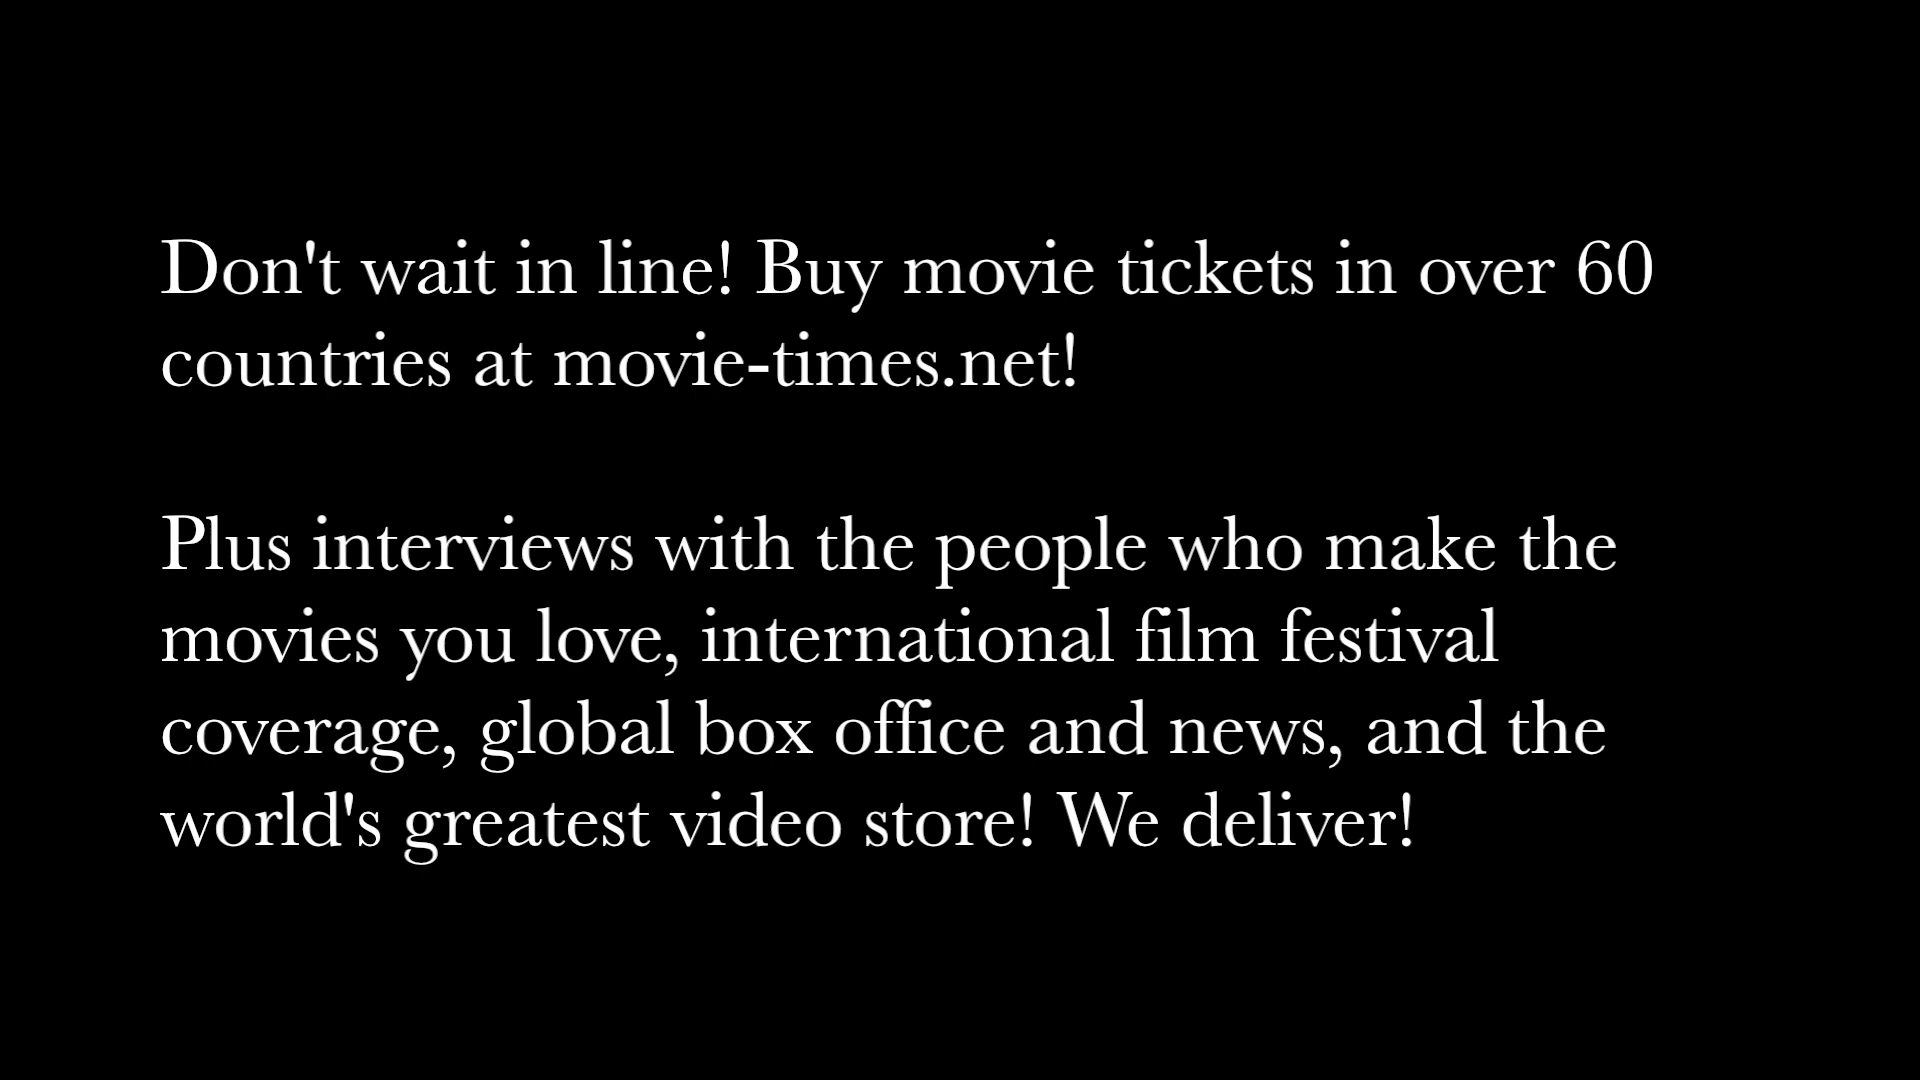 Don't wait in line! Buy movie tickets in over 60
countries at movie-times.net!
Plus interviews with the people who make the
movies you love, international film festival
coverage, global box office and news, and the
world's greatest video store! We deliver!